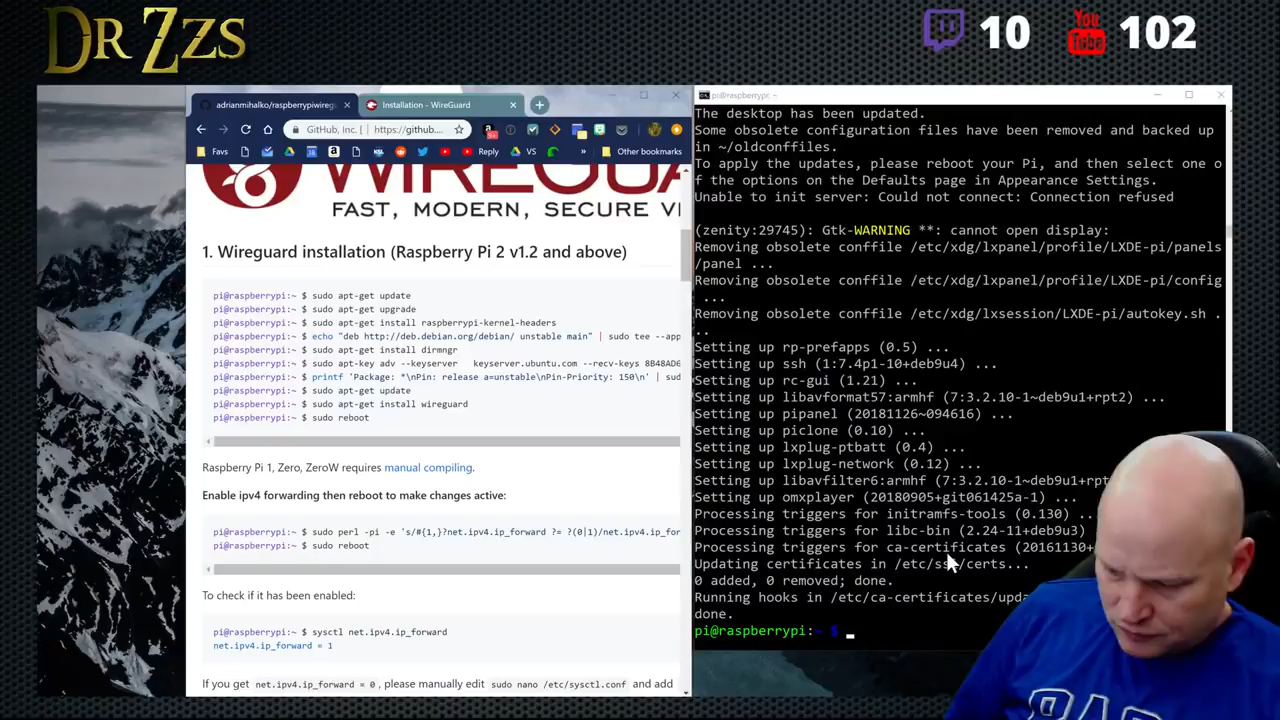 DR ZZS
10
You Tube
102
adrianmihalko/raspberrypiwireg
Installation - WireGuard
GitHub, Inc. [US]
https://github....
Favs
Reply
VS
Other bookmarks
WIREGUA
FAST, MODERN, SECURE V
1. Wireguard installation (Raspberry Pi 2 v1.2 and above)
pi@raspberrypi:~ $ sudo apt-get update
pi@raspberrypi:~ $ sudo apt-get upgrade
pi@raspberrypi:~ $ sudo apt-get install raspberrypi-kernel-headers
pi@raspberrypi:~ $ echo "deb http://deb.debian.org/debian/ unstable main" | sudo tee --app
pi@raspberrypi:~ $ sudo apt-get install dirmngr
pi@raspberrypi:~ $ sudo apt-key adv --keyserver   keyserver.ubuntu.com --recv-keys 8B48AD6
pi@raspberrypi:~ $ printf 'Package: *\nPin: release a=unstable\nPin-Priority: 150\n' | sud
pi@raspberrypi:~ $ sudo apt-get update
pi@raspberrypi:~ $ sudo apt-get install wireguard
pi@raspberrypi:~ $ sudo reboot
Raspberry Pi 1, Zero, ZeroW requires manual compiling.
Enable ipv4 forwarding then reboot to make changes active:
pi@raspberrypi:~ $ sudo perl -pi -e 's/#{1,}?net.ipv4.ip_forward ?= ?(0|1)/net.ipv4.ip_for
pi@raspberrypi:~ $ sudo reboot
To check if it has been enabled:
pi@raspberrypi:~ $ sysctl net.ipv4.ip_forward
net.ipv4.ip_forward = 1
If you get net.ipv4.ip_forward = 0, please manually edit sudo nano /etc/sysctl.conf and add
pi@raspberrypi: ~
The desktop has been updated.
Some obsolete configuration files have been removed and backed up
in ~/oldconffiles.
To apply the updates, please reboot your Pi, and then select one o
f the options on the Defaults page in Appearance Settings.
Unable to init server: Could not connect: Connection refused
(zenity:29745): Gtk-WARNING **: cannot open display:
Removing obsolete conffile /etc/xdg/lxpanel/profile/LXDE-pi/panels
/panel ...
Removing obsolete conffile /etc/xdg/lxpanel/profile/LXDE-pi/config
...
Removing obsolete conffile /etc/xdg/lxsession/LXDE-pi/autokey.sh .
..
Setting up rp-prefapps (0.5) ...
Setting up ssh (1:7.4p1-10+deb9u4) ...
Setting up rc-gui (1.21) ...
Setting up libavformat57:armhf (7:3.2.10-1~deb9u1+rpt2) ...
Setting up pipanel (20181126~094616) ...
Setting up piclone (0.10) ...
Setting up lxplug-ptbatt (0.4) ...
Setting up lxplug-network (0.12) ...
Setting up libavfilter6:armhf (7:3.2.10-1~deb9u1+rpt
Setting up omxplayer (20180905+git061425a-1) ...
Processing triggers for initramfs-tools (0.130) ...
Processing triggers for libc-bin (2.24-11+deb9u3)
Processing triggers for ca-certificates (20161130+
Updating certificates in /etc/ssl/certs...
0 added, 0 removed; done.
Running hooks in /etc/ca-certificates/upda
done.
pi@raspberrypi:~ $